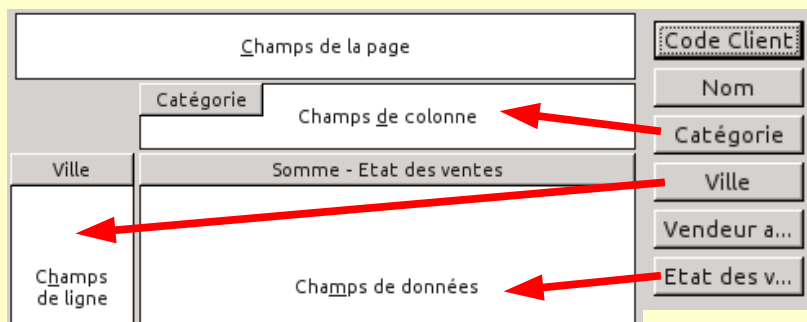 Champs de la page
Code Client
Nom
Catégorie
Champs de colonne
Catégorie
Ville
Somme - Etat des ventes
Ville
Vendeur a...
Champs
de ligne
Champs de données
Etat des v...